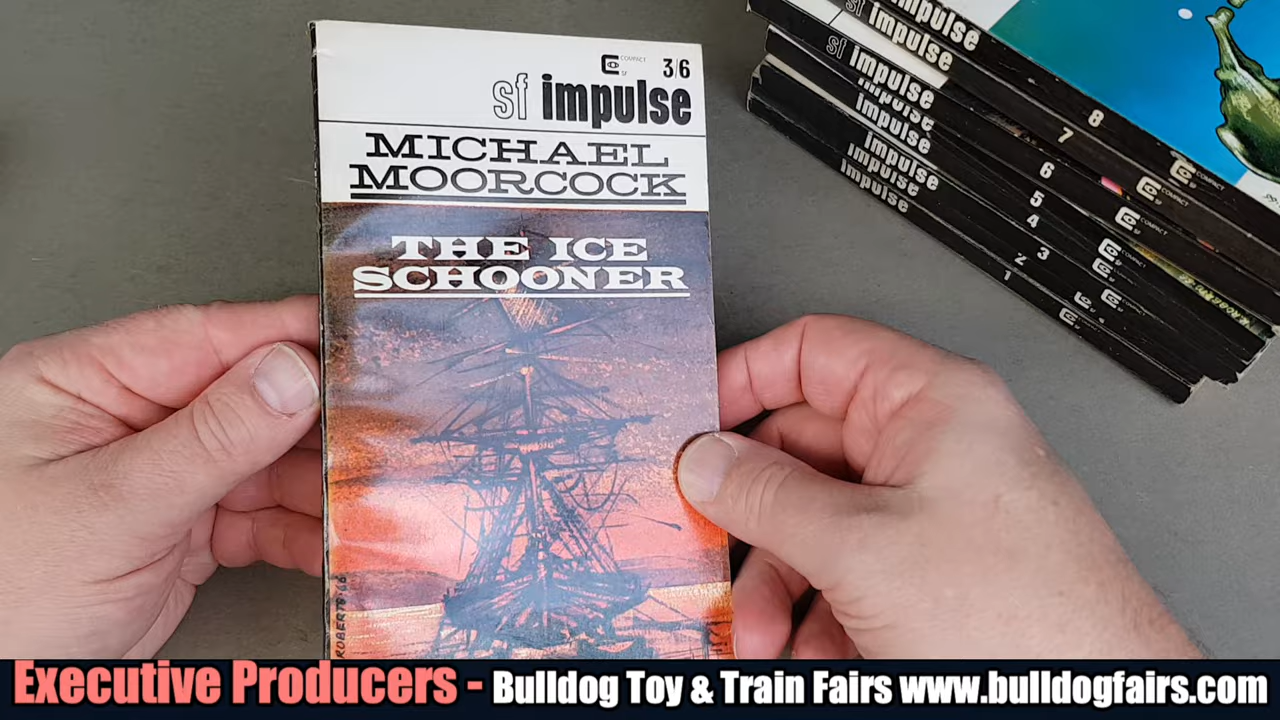 COMPACT
SF
3/6
sf impulse
MICHAEL
MOORCOCK
THE ICE
SCHOONER
ROBERTS·66
impulse
8
COMPACT
sf impulse
7
COMPACT
sf impulse
6
COMPACT
impulse
5
impulse
4
impulse
3
impulse
2
impulse
1
Executive Producers - Bulldog Toy & Train Fairs www.bulldogfairs.com